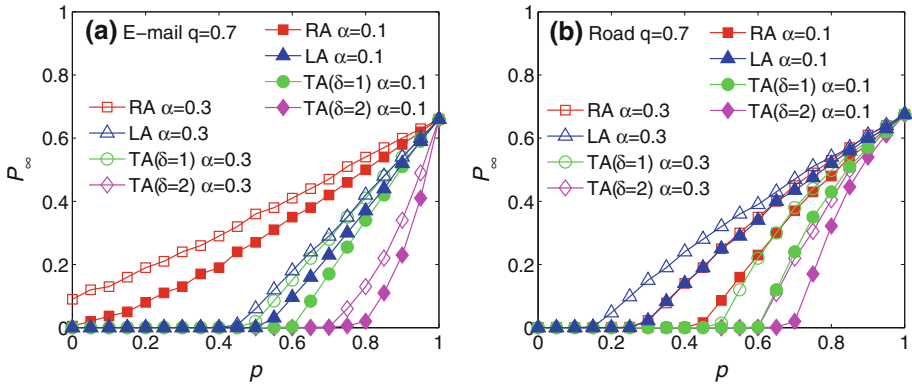 (a) E-mail q=0.7
RA α=0.1
LA α=0.1
TA(δ=1) α=0.1
TA(δ=2) α=0.1
RA α=0.3
LA α=0.3
TA(δ=1) α=0.3
TA(δ=2) α=0.3
P∞
1
0.8
0.6
0.4
0.2
0
0 0.2 0.4 0.6 0.8 1
p
(b) Road q=0.7
RA α=0.1
LA α=0.1
TA(δ=1) α=0.1
TA(δ=2) α=0.1
RA α=0.3
LA α=0.3
TA(δ=1) α=0.3
TA(δ=2) α=0.3
P∞
1
0.8
0.6
0.4
0.2
0
0 0.2 0.4 0.6 0.8 1
p